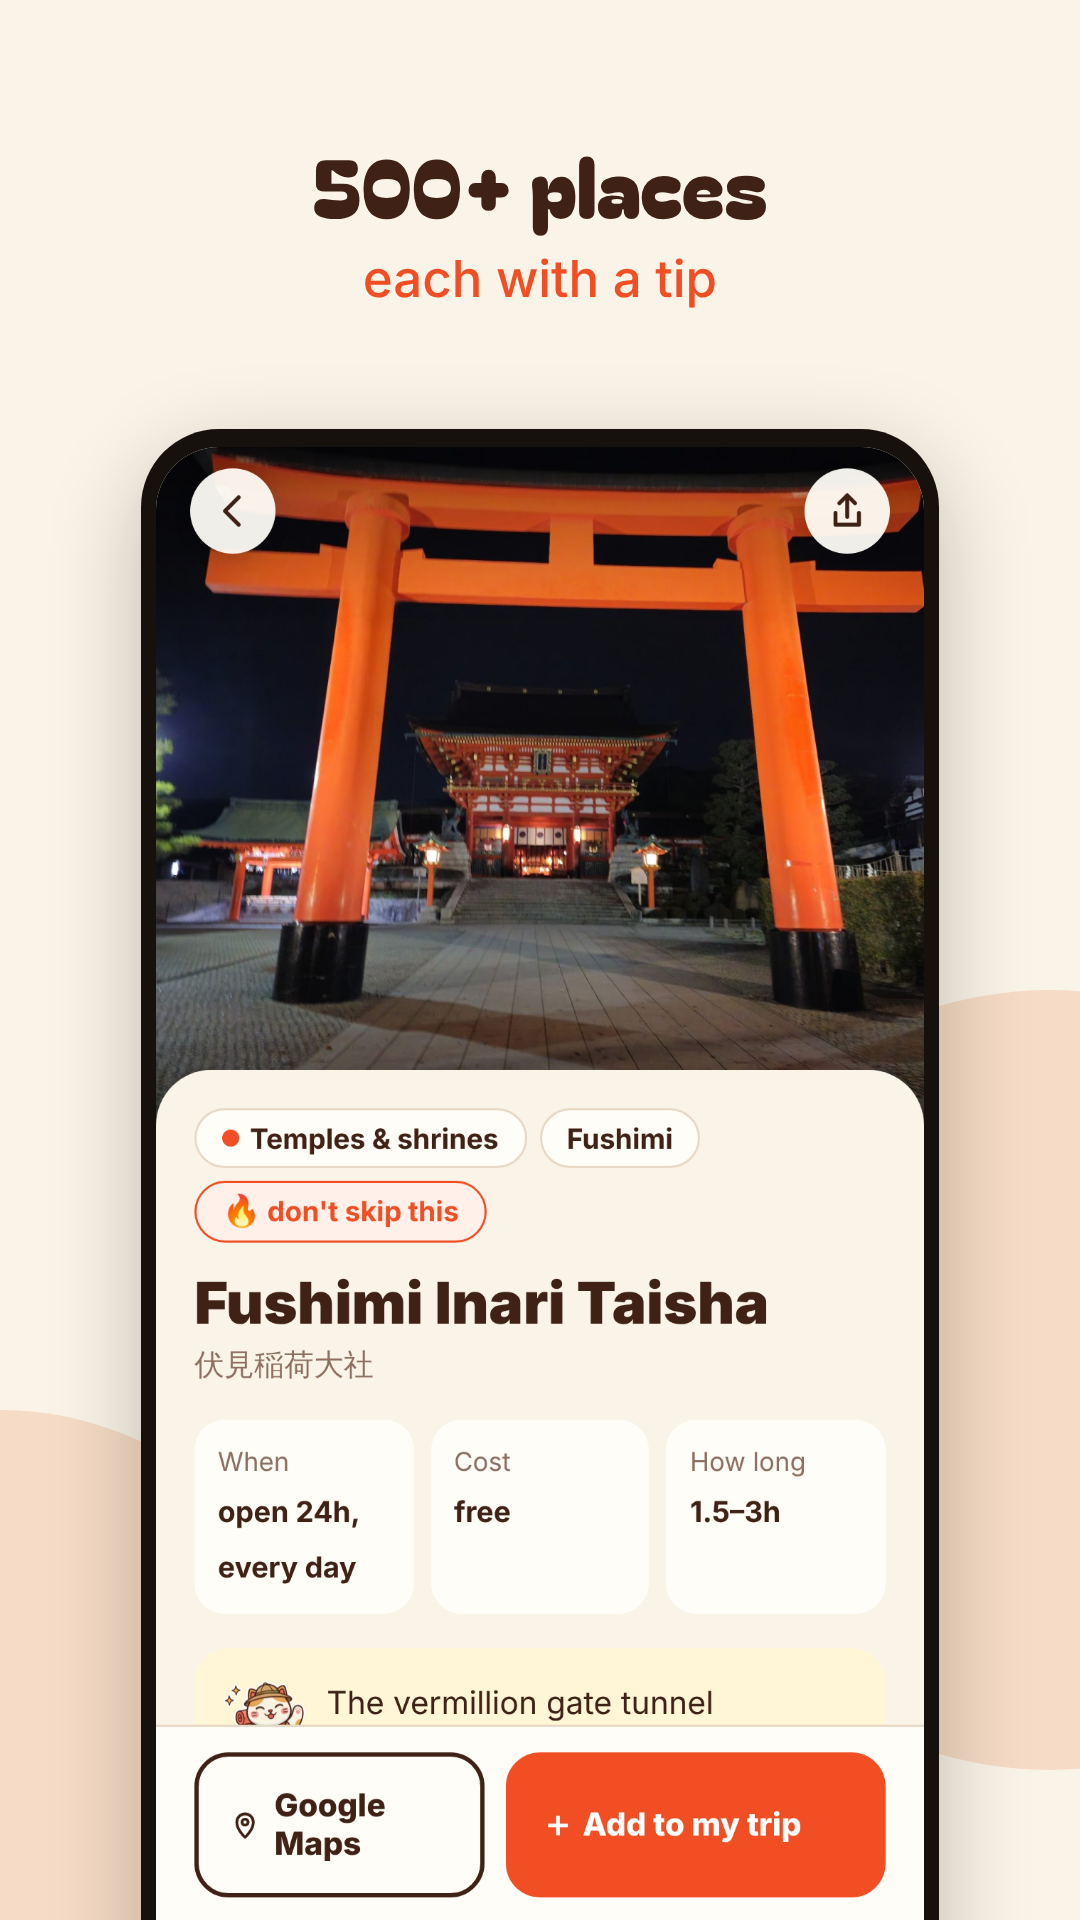 500+ places
each with a tip
Temples & shrines
Fushimi
🔥 don't skip this
Fushimi Inari Taisha
伏見稲荷大社
When
open 24h,
every day
Cost
free
How long
1.5–3h
The vermillion gate tunnel
Google
Maps
+ Add to my trip